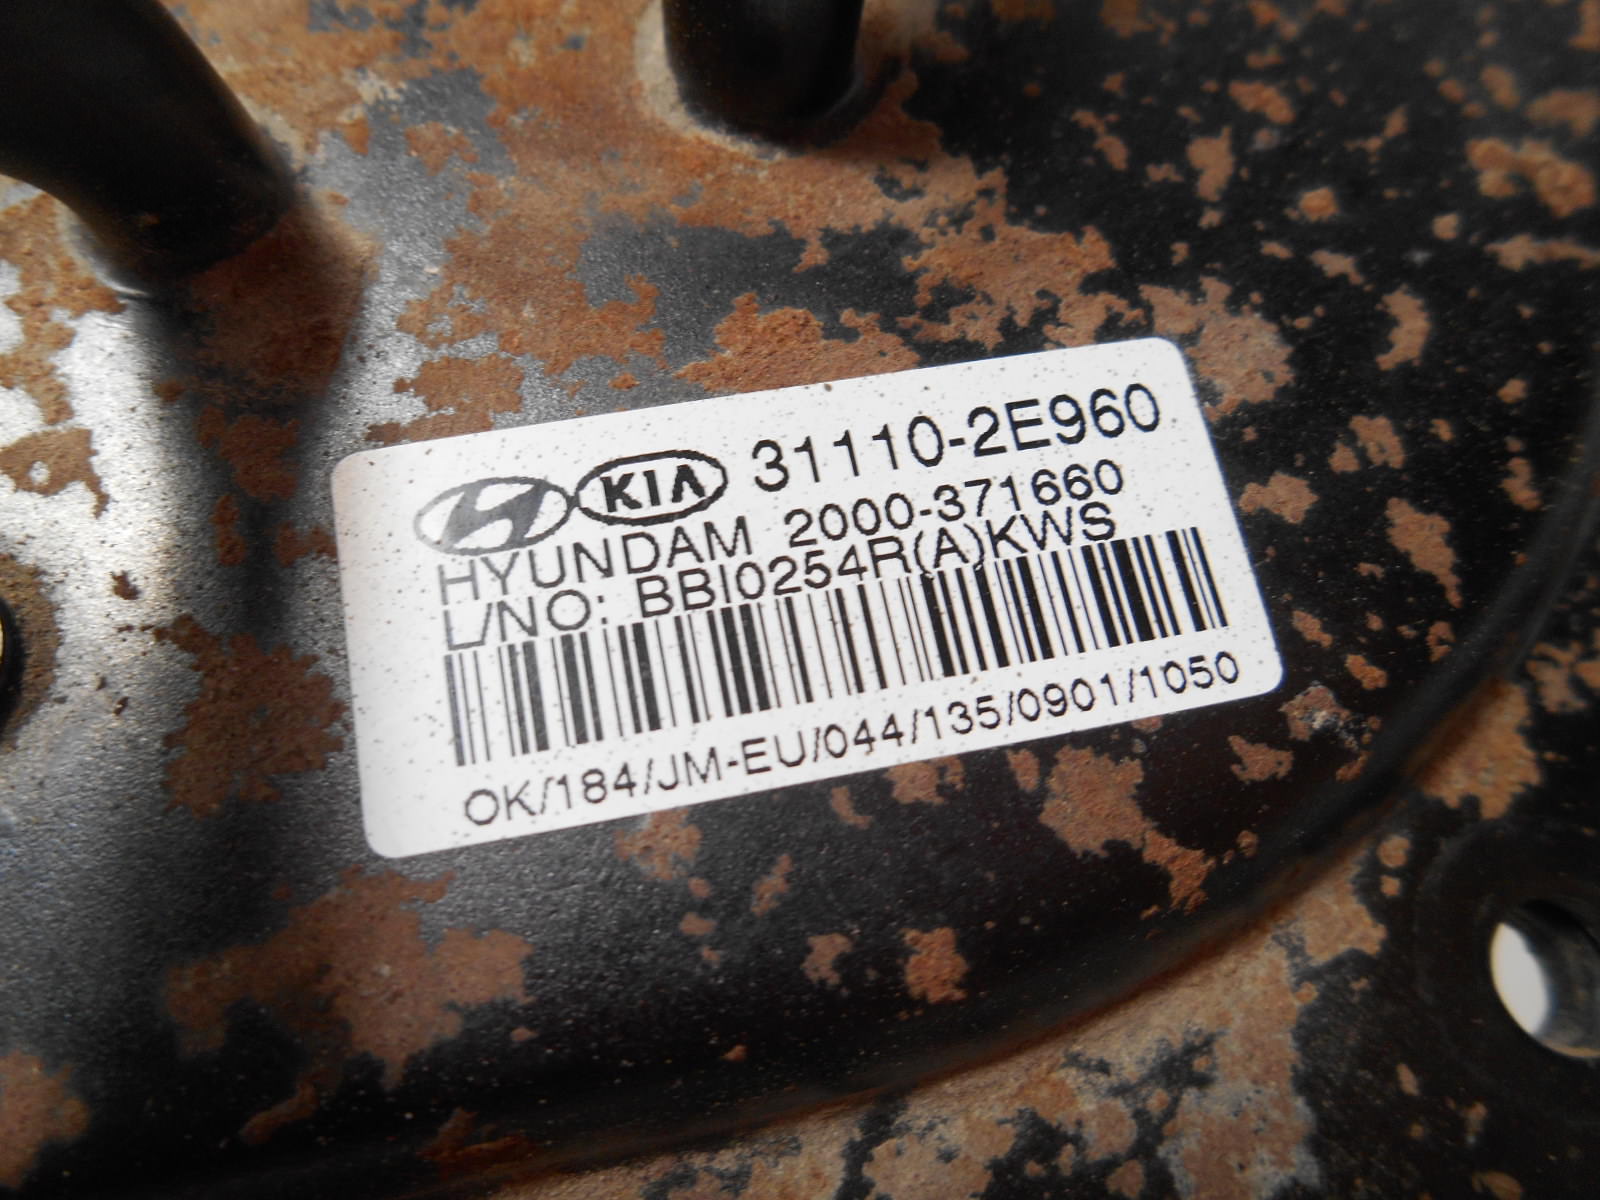 KIA 31110-2E960
HYUNDAM 2000-371660
L/NO: BBI0254R(A)KWS
OK/184/JM-EU/044/135/0901/1050